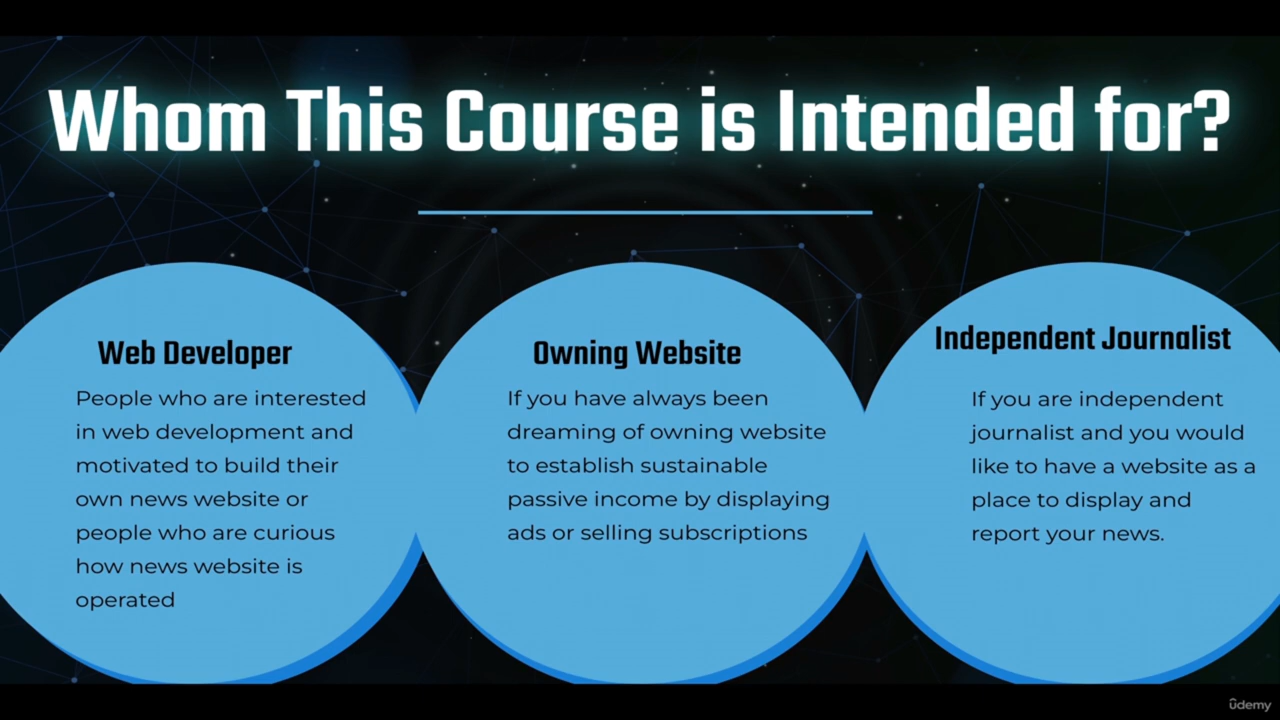 Whom This Course is Intended for?
Web Developer
People who are interested
in web development and
motivated to build their
own news website or
people who are curious
how news website is
operated
Owning Website
If you have always been
dreaming of owning website
to establish sustainable
passive income by displaying
ads or selling subscriptions
Independent Journalist
If you are independent
journalist and you would
like to have a website as a
place to display and
report your news.
ûdemy